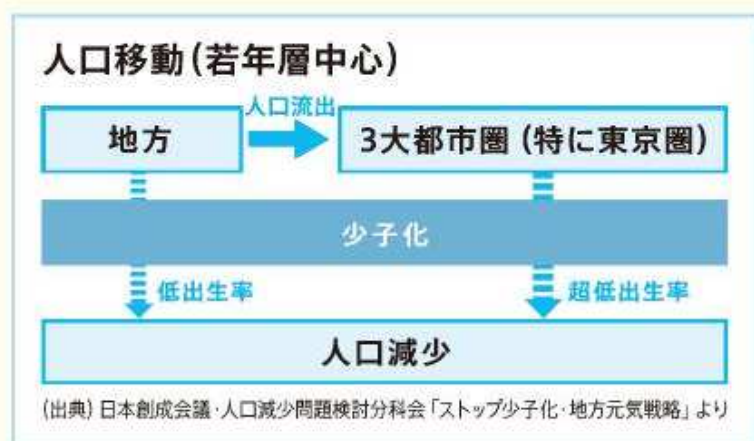 人口移動(若年層中心)
人口流出
地方
3大都市圏(特に東京圏)
少子化
低出生率
超低出生率
人口減少
(出典)日本創成会議・人口減少問題検討分科会「ストップ少子化・地方元気戦略」より